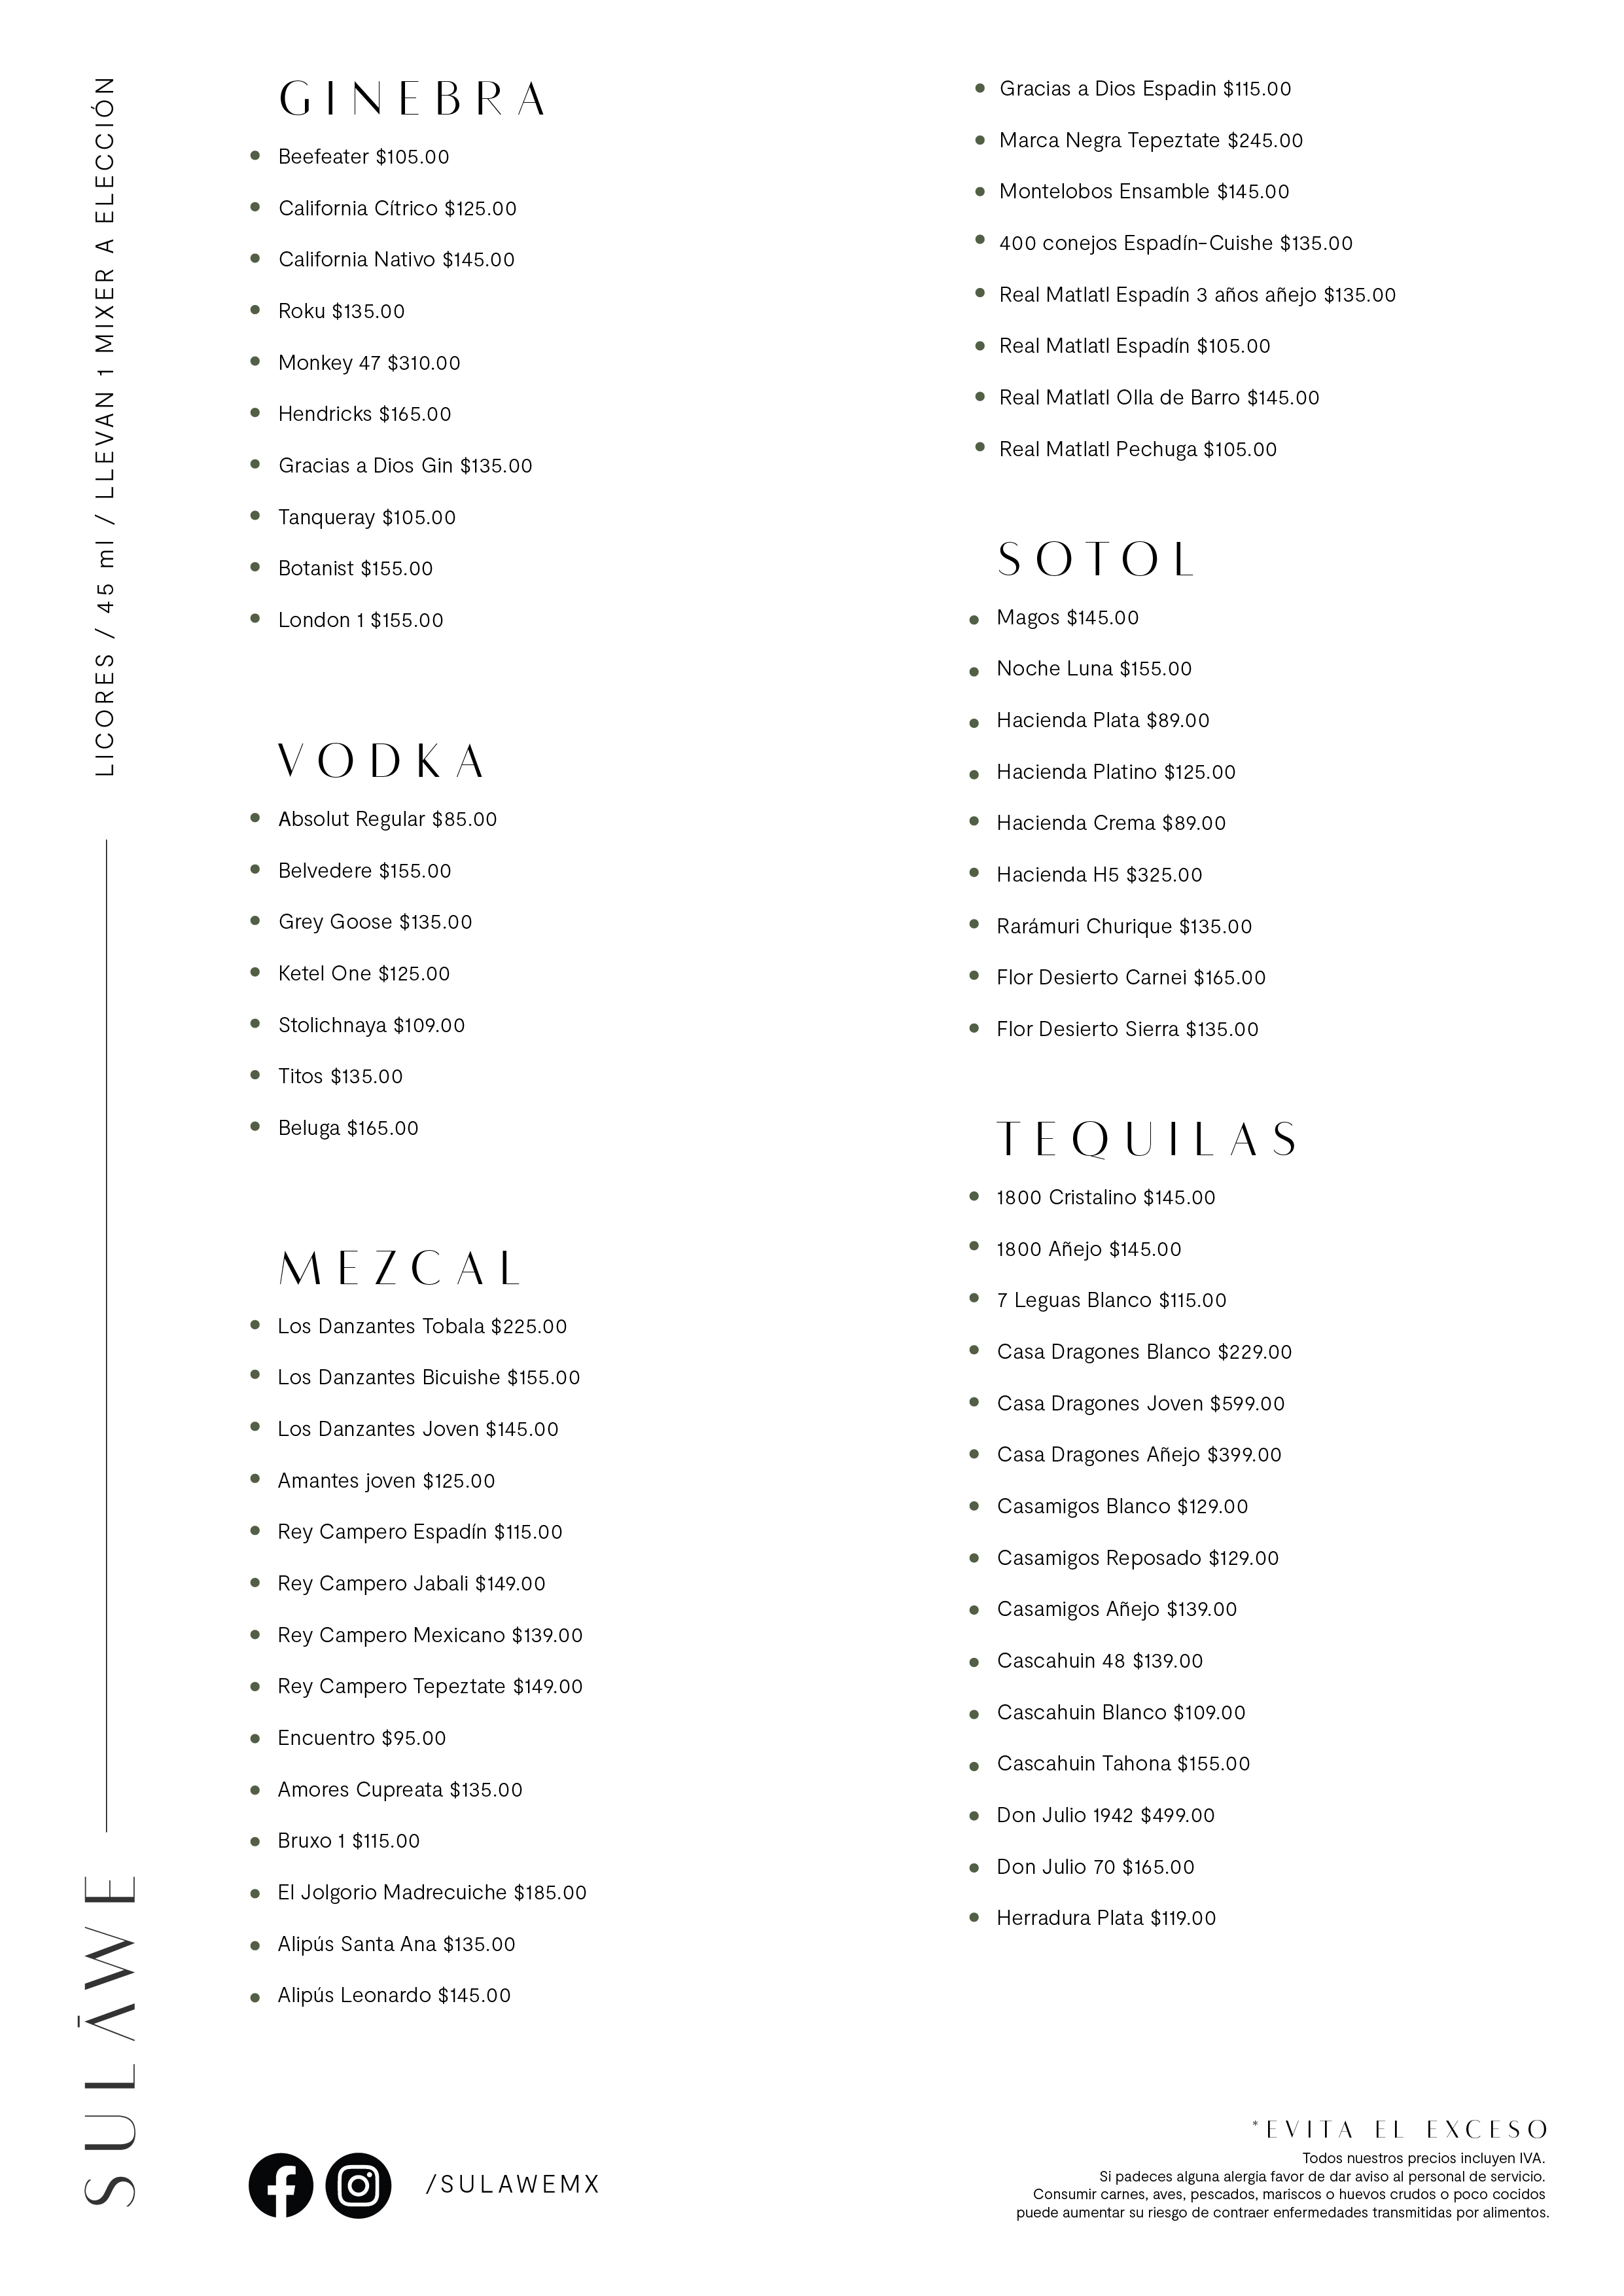 LICORES / 45 ml / LLEVAN 1 MIXER A ELECCIÓN
SULĀWE
GINEBRA
Beefeater $105.00
California Cítrico $125.00
California Nativo $145.00
Roku $135.00
Monkey 47 $310.00
Hendricks $165.00
Gracias a Dios Gin $135.00
Tanqueray $105.00
Botanist $155.00
London 1 $155.00
VODKA
Absolut Regular $85.00
Belvedere $155.00
Grey Goose $135.00
Ketel One $125.00
Stolichnaya $109.00
Titos $135.00
Beluga $165.00
MEZCAL
Los Danzantes Tobala $225.00
Los Danzantes Bicuishe $155.00
Los Danzantes Joven $145.00
Amantes joven $125.00
Rey Campero Espadín $115.00
Rey Campero Jabali $149.00
Rey Campero Mexicano $139.00
Rey Campero Tepeztate $149.00
Encuentro $95.00
Amores Cupreata $135.00
Bruxo 1 $115.00
El Jolgorio Madrecuiche $185.00
Alipús Santa Ana $135.00
Alipús Leonardo $145.00
Gracias a Dios Espadin $115.00
Marca Negra Tepeztate $245.00
Montelobos Ensamble $145.00
400 conejos Espadín-Cuishe $135.00
Real Matlatl Espadín 3 años añejo $135.00
Real Matlatl Espadín $105.00
Real Matlatl Olla de Barro $145.00
Real Matlatl Pechuga $105.00
SOTOL
Magos $145.00
Noche Luna $155.00
Hacienda Plata $89.00
Hacienda Platino $125.00
Hacienda Crema $89.00
Hacienda H5 $325.00
Rarámuri Churique $135.00
Flor Desierto Carnei $165.00
Flor Desierto Sierra $135.00
TEQUILAS
1800 Cristalino $145.00
1800 Añejo $145.00
7 Leguas Blanco $115.00
Casa Dragones Blanco $229.00
Casa Dragones Joven $599.00
Casa Dragones Añejo $399.00
Casamigos Blanco $129.00
Casamigos Reposado $129.00
Casamigos Añejo $139.00
Cascahuin 48 $139.00
Cascahuin Blanco $109.00
Cascahuin Tahona $155.00
Don Julio 1942 $499.00
Don Julio 70 $165.00
Herradura Plata $119.00
/SULAWEMX
*EVITA EL EXCESO
Todos nuestros precios incluyen IVA.
Si padeces alguna alergia favor de dar aviso al personal de servicio.
Consumir carnes, aves, pescados, mariscos o huevos crudos o poco cocidos
puede aumentar su riesgo de contraer enfermedades transmitidas por alimentos.